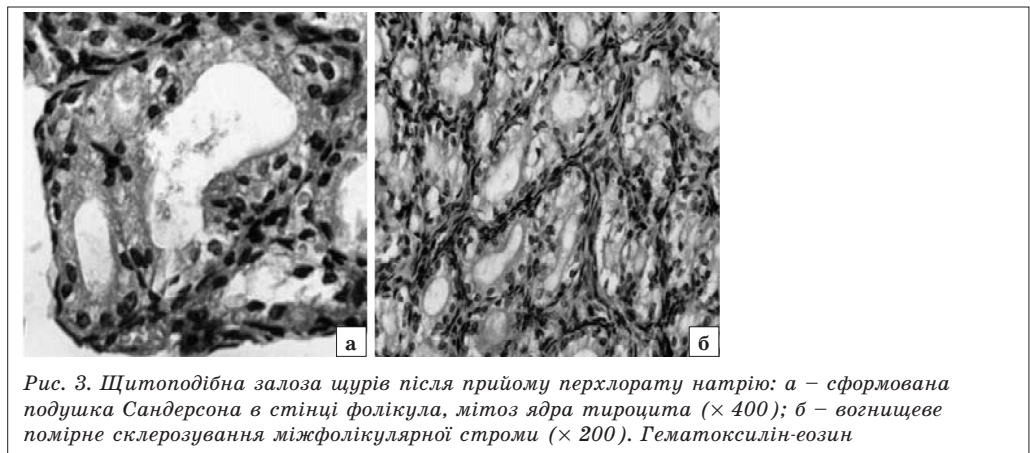 а
б
Рис. 3. Щитоподібна залоза щурів після прийому перхлорату натрію: а – сформована
подушка Сандерсона в стінці фолікула, мітоз ядра тироцита (× 400); б – вогнищеве
помірне склерозування міжфолікулярної строми (× 200). Гематоксилін-еозин